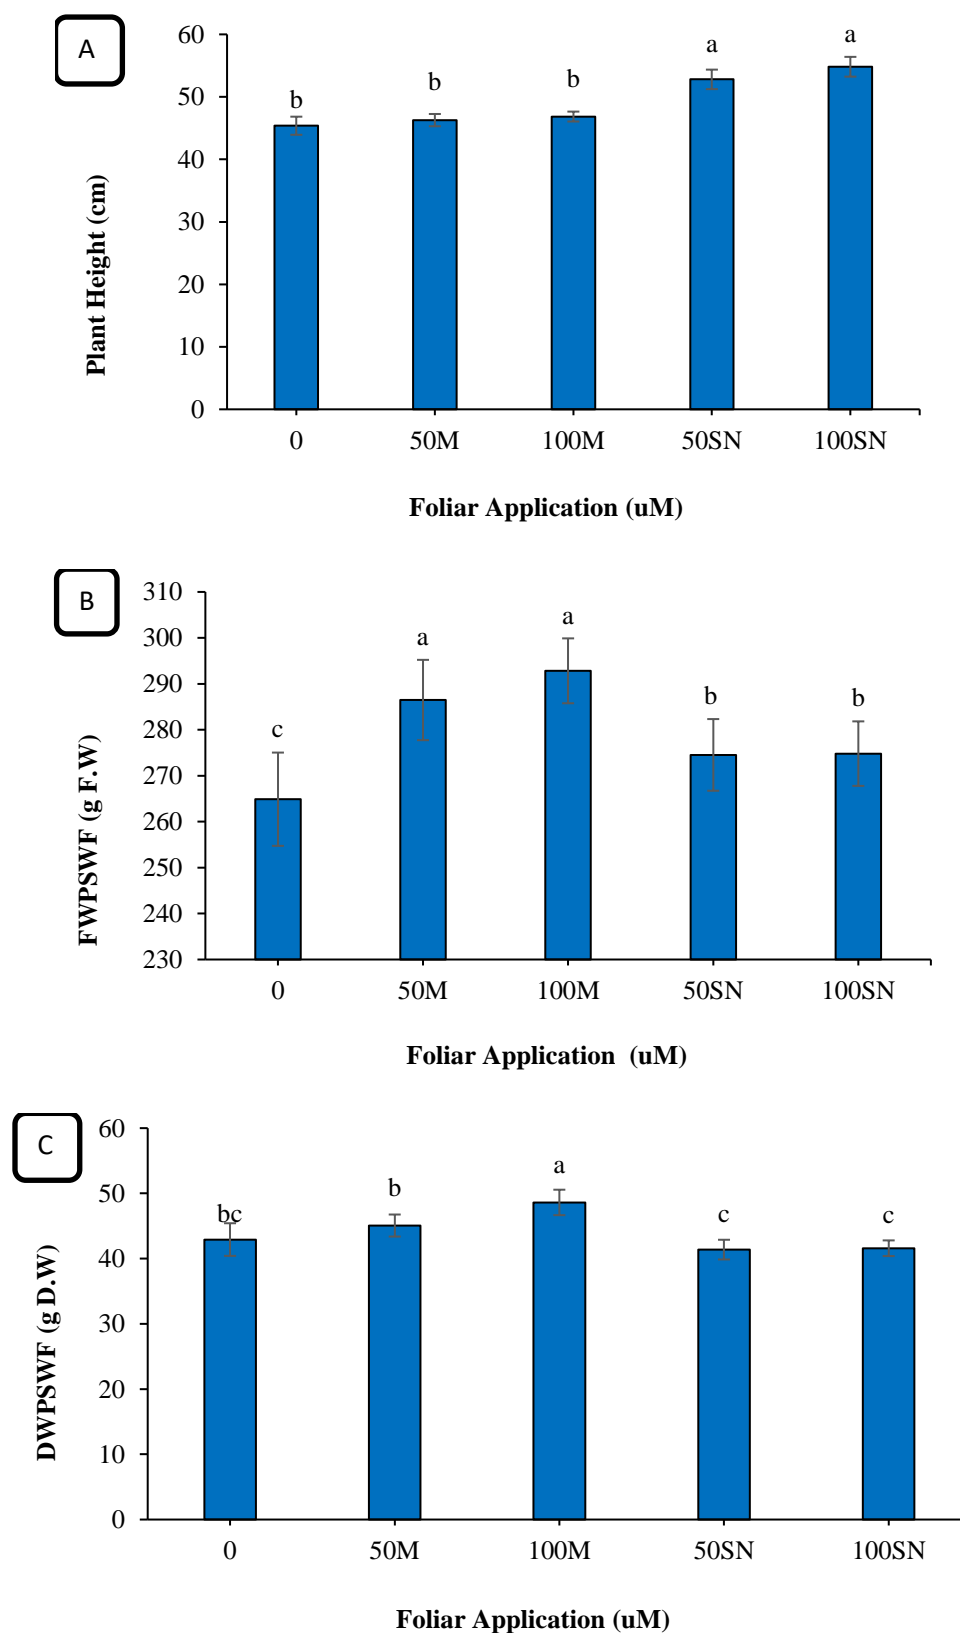 A
Plant Height (cm)
60
50
40
30
20
10
0
b
b
b
a
a
0 50M 100M 50SN 100SN
Foliar Application (uM)
B
FWPSWF (g F.W)
310
300
290
280
270
260
250
240
230
c
a
a
b
b
0 50M 100M 50SN 100SN
Foliar Application (uM)
C
DWPSWF (g D.W)
60
50
40
30
20
10
0
bc
b
a
c
c
0 50M 100M 50SN 100SN
Foliar Application (uM)